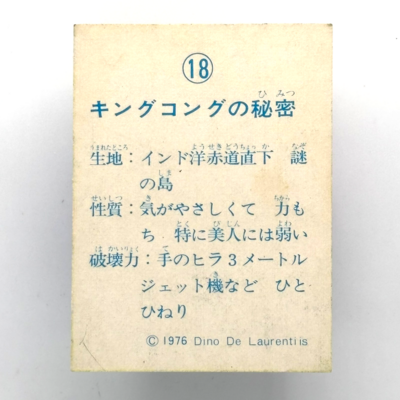 ⑱
キングコングの秘密
生地：インド洋赤道直下　謎
の島
性質：気がやさしくて　力も
ち　特に美人には弱い
破壊力：手のヒラ3メートル
ジェット機など　ひと
ひねり
©1976 Dino De Laurentiis